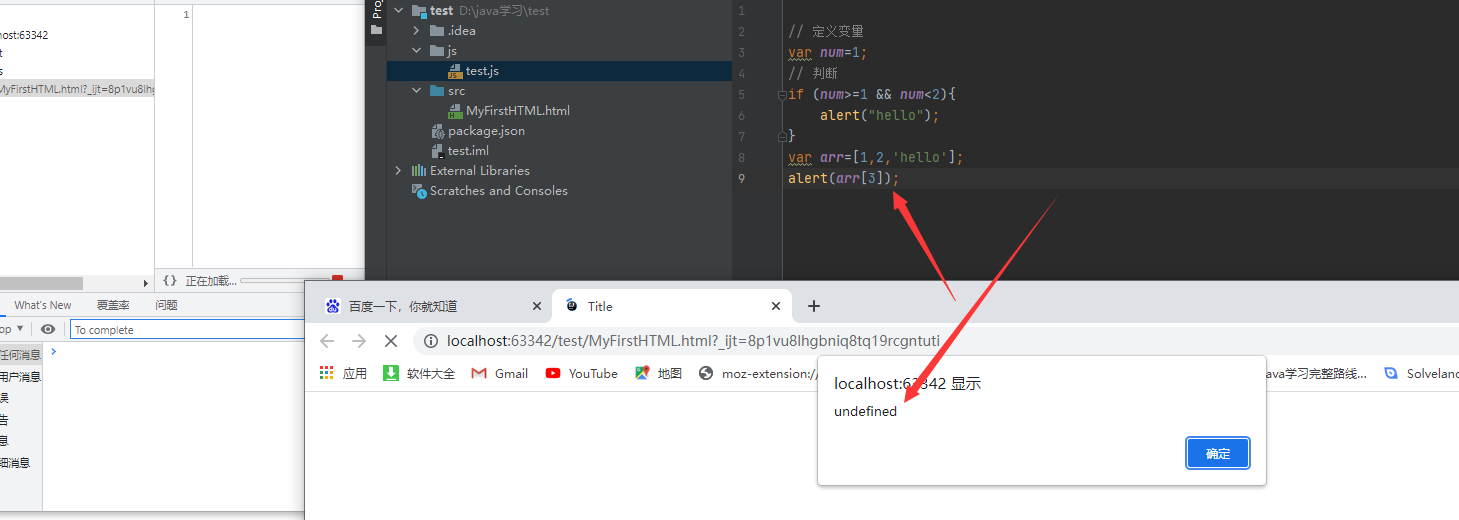 1
host:63342
t
s
MyFirstHTML.html?_ijt=8p1vu8lhg
{} 正在加载...
What's New 覆盖率 问题
op To complete
任何消息
用户消息
误
告
息
细消息
test D:\java学习\test
.idea
js
test.js
src
MyFirstHTML.html
package.json
test.iml
External Libraries
Scratches and Consoles
1
2 // 定义变量
3 var num=1;
4 // 判断
5 if (num>=1 && num<2){
6 alert("hello");
7 }
8 var arr=[1,2,'hello'];
9 alert(arr[3]);
百度一下，你就知道 Title
localhost:63342/test/MyFirstHTML.html?_ijt=8p1vu8lhgbniq8tq19rcgntuti
应用 软件大全 Gmail YouTube 地图 moz-extension:/ java学习完整路线... Solveland
localhost:63342 显示
undefined
确定